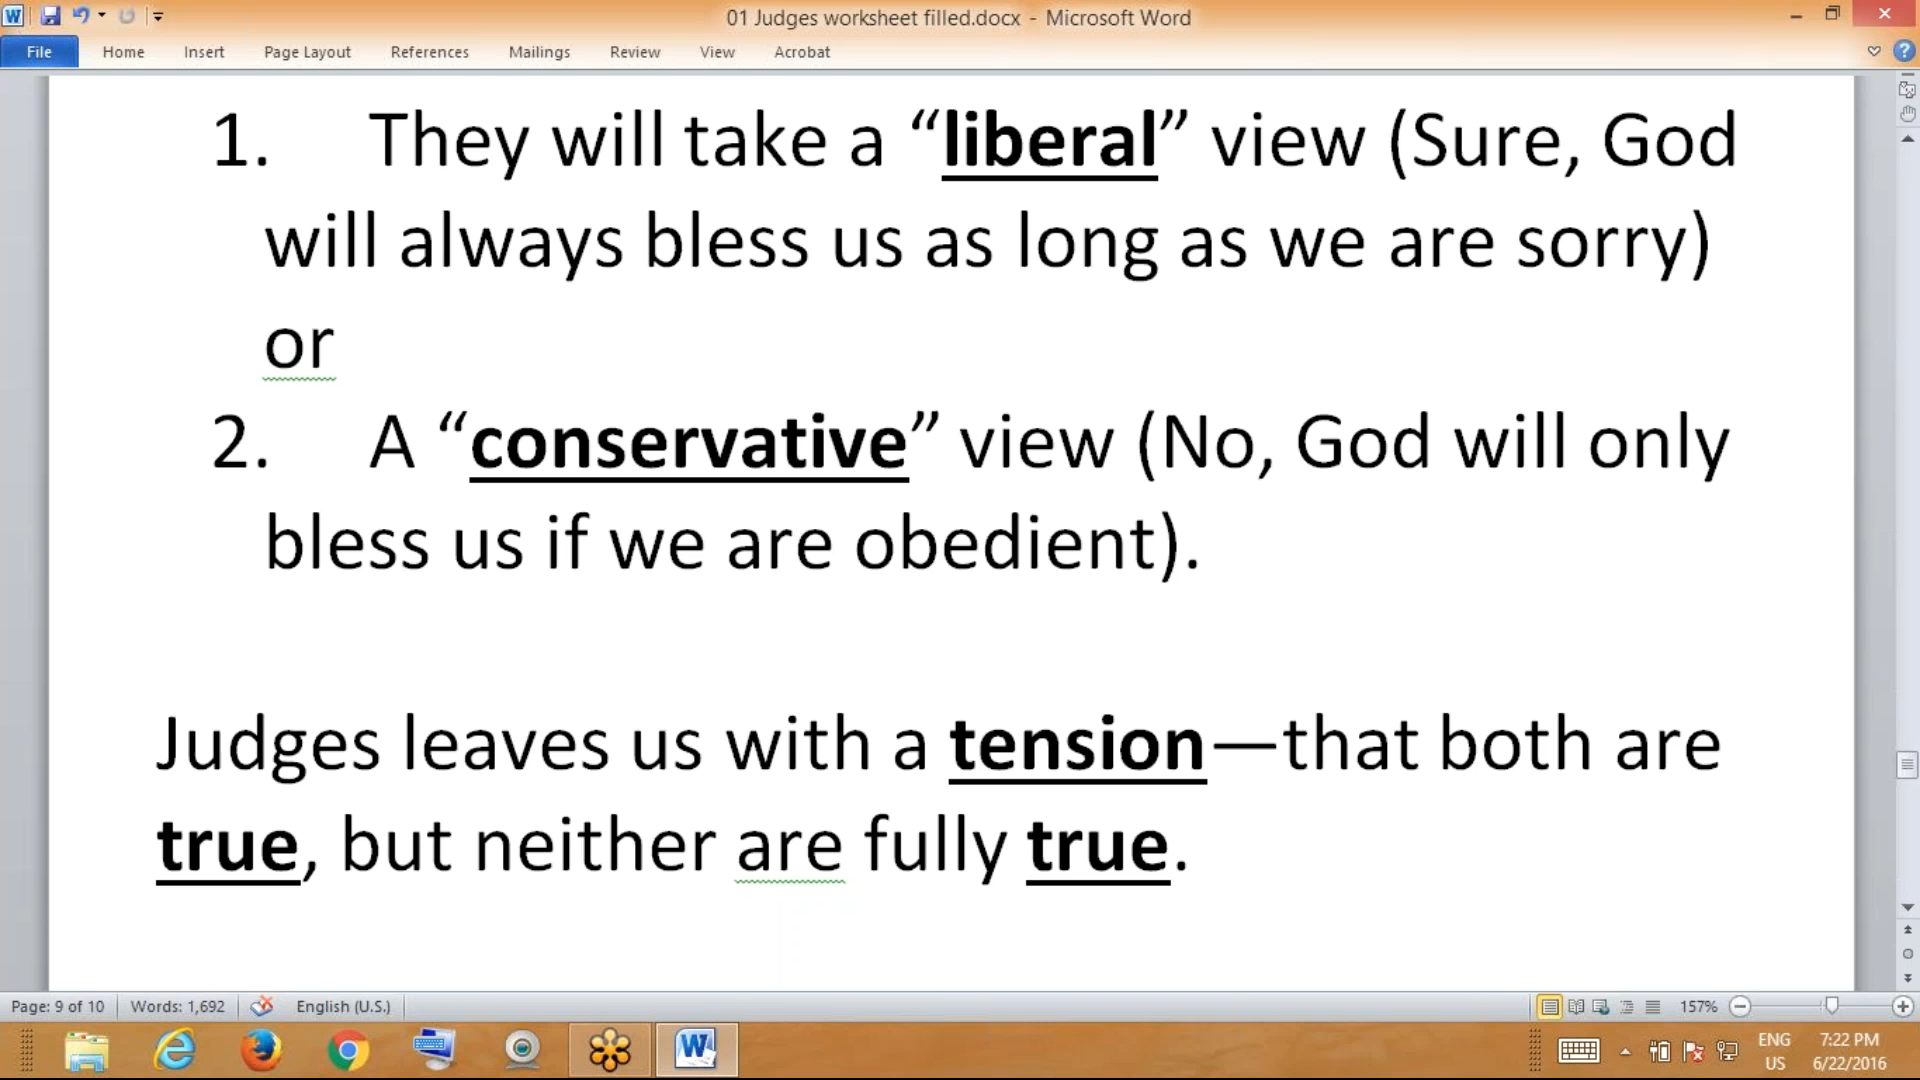 01 Judges worksheet filled.docx - Microsoft Word
File Home Insert Page Layout References Mailings Review View Acrobat
1. They will take a “liberal” view (Sure, God
will always bless us as long as we are sorry)
or
2. A “conservative” view (No, God will only
bless us if we are obedient).
Judges leaves us with a tension—that both are
true, but neither are fully true.
Page: 9 of 10 Words: 1,692 English (U.S.) 157%
ENG 7:22 PM
US 6/22/2016